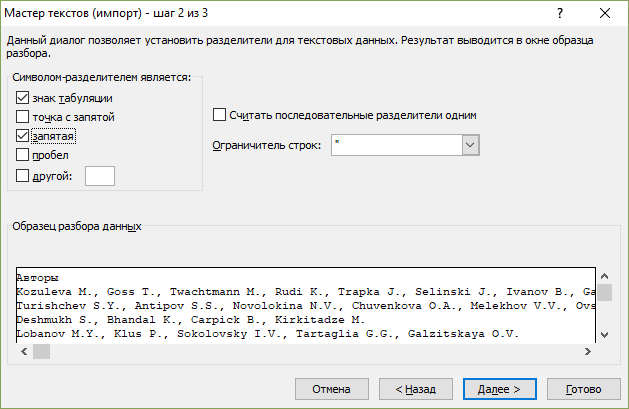 Мастер текстов (импорт) - шаг 2 из 3
Данный диалог позволяет установить разделители для текстовых данных. Результат выводится в окне образца
разбора.
Символом-разделителем является:
знак табуляции
точка с запятой
Считать последовательные разделители одним
запятая
Ограничитель строк: "
пробел
другой:
Образец разбора данных
Авторы
Kozuleva M., Goss T., Twachtmann M., Rudi K., Trapka J., Selinski J., Ivanov B., Ga
Turishchev S.Y., Antipov S.S., Novolokina N.V., Chuvenkova O.A., Melekhov V.V., Ovs
Deshmukh S., Bhandal K., Carpick B., Kirkitadze M.
Lobanov M.Y., Klus P., Sokolovsky I.V., Tartaglia G.G., Galzitskaya O.V.
Отмена < Назад Далее > Готово